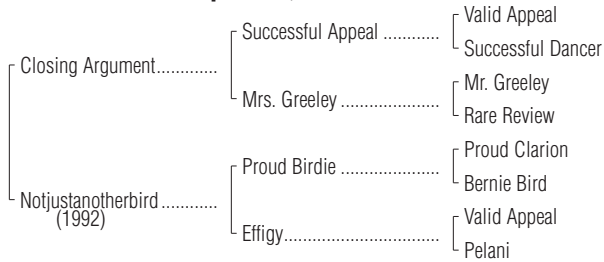 Valid Appeal
Successful Appeal ............
Successful Dancer
Closing Argument.............
Mr. Greeley
Mrs. Greeley .....................
Rare Review
Proud Clarion
Proud Birdie .....................
Bernie Bird
Notjustanotherbird ............
(1992)
Valid Appeal
Effigy.................................
Pelani